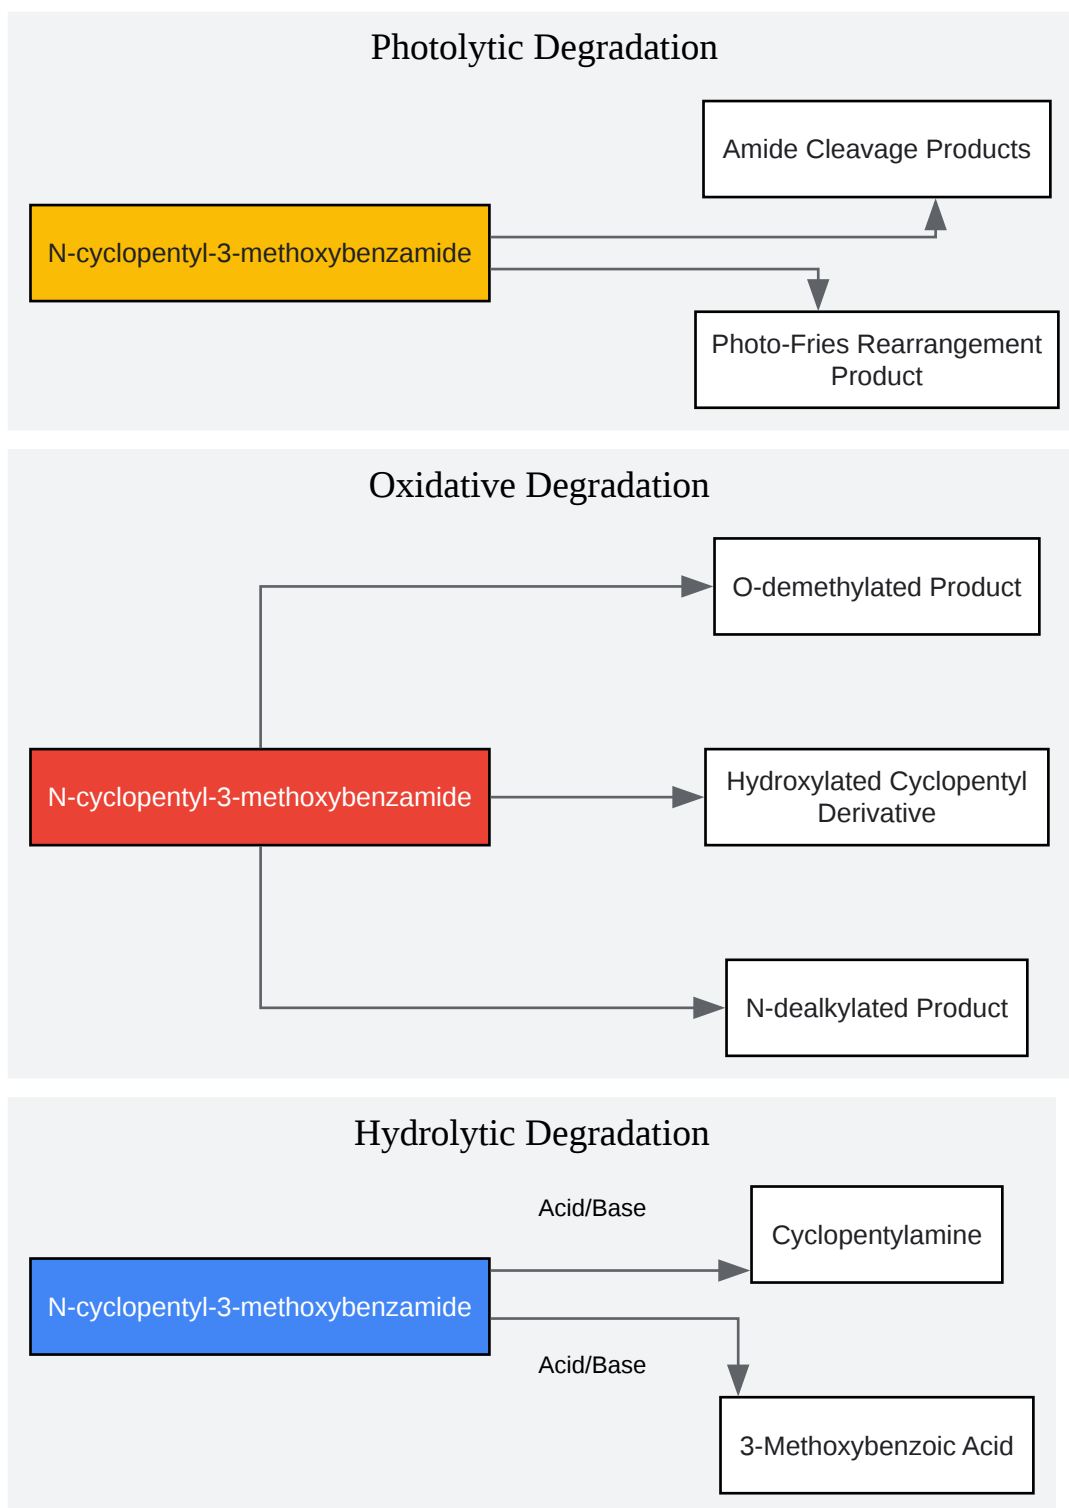 Photolytic Degradation
Amide Cleavage Products
N-cyclopentyl-3-methoxybenzamide
Photo-Fries Rearrangement
Product
Oxidative Degradation
O-demethylated Product
N-cyclopentyl-3-methoxybenzamide
Hydroxylated Cyclopentyl
Derivative
N-dealkylated Product
Hydrolytic Degradation
Acid/Base
Cyclopentylamine
N-cyclopentyl-3-methoxybenzamide
Acid/Base
3-Methoxybenzoic Acid